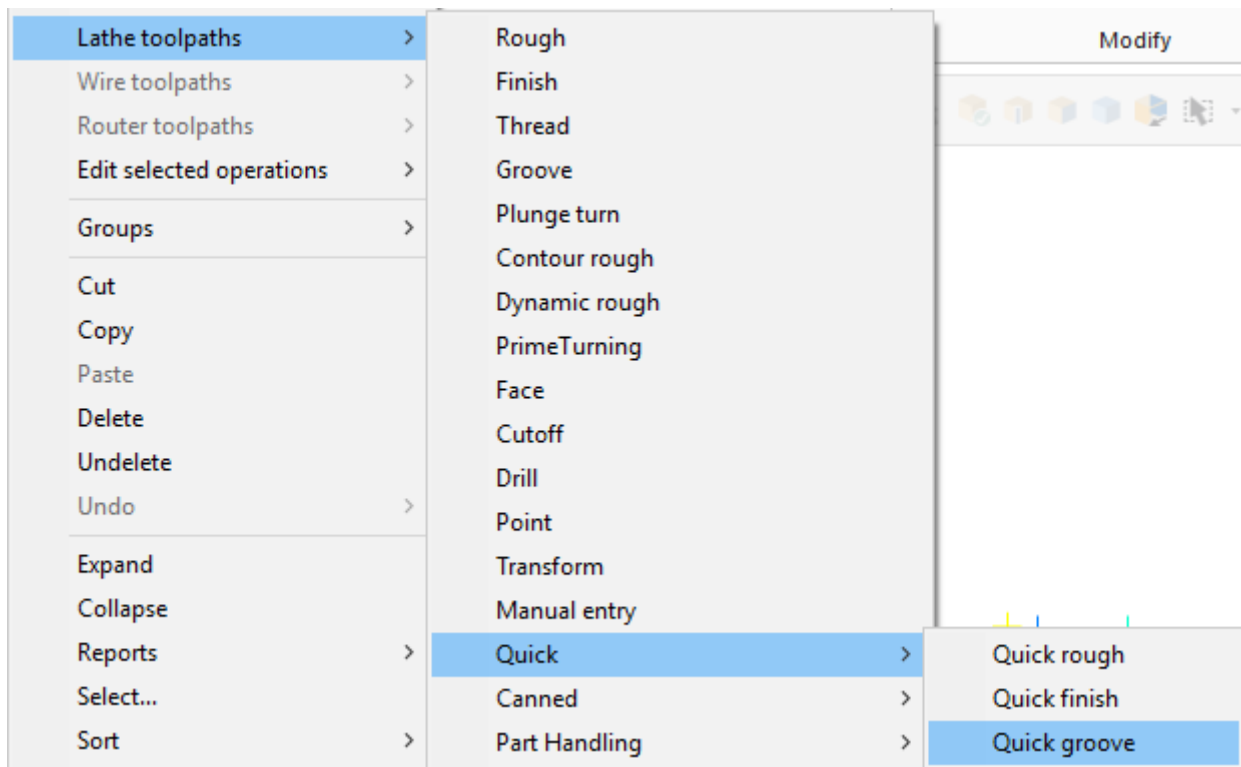 Lathe toolpaths
Wire toolpaths
Router toolpaths
Edit selected operations
Groups
Cut
Copy
Paste
Delete
Undelete
Undo
Expand
Collapse
Reports
Select...
Sort
Rough
Finish
Thread
Groove
Plunge turn
Contour rough
Dynamic rough
PrimeTurning
Face
Cutoff
Drill
Point
Transform
Manual entry
Quick
Canned
Part Handling
Quick rough
Quick finish
Quick groove
Modify